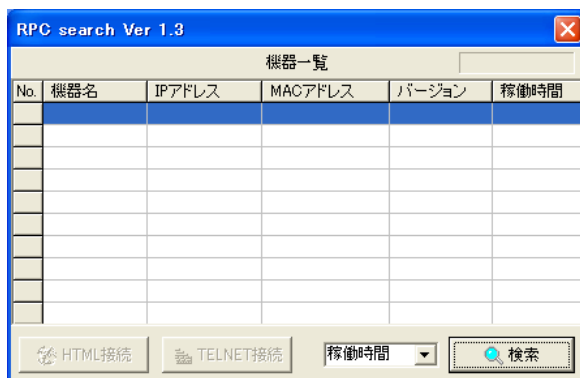 RPC search Ver 1.3
機器一覧
No. 機器名 IPアドレス MACアドレス バージョン 稼働時間
HTML接続 TELNET接続 稼働時間 検索